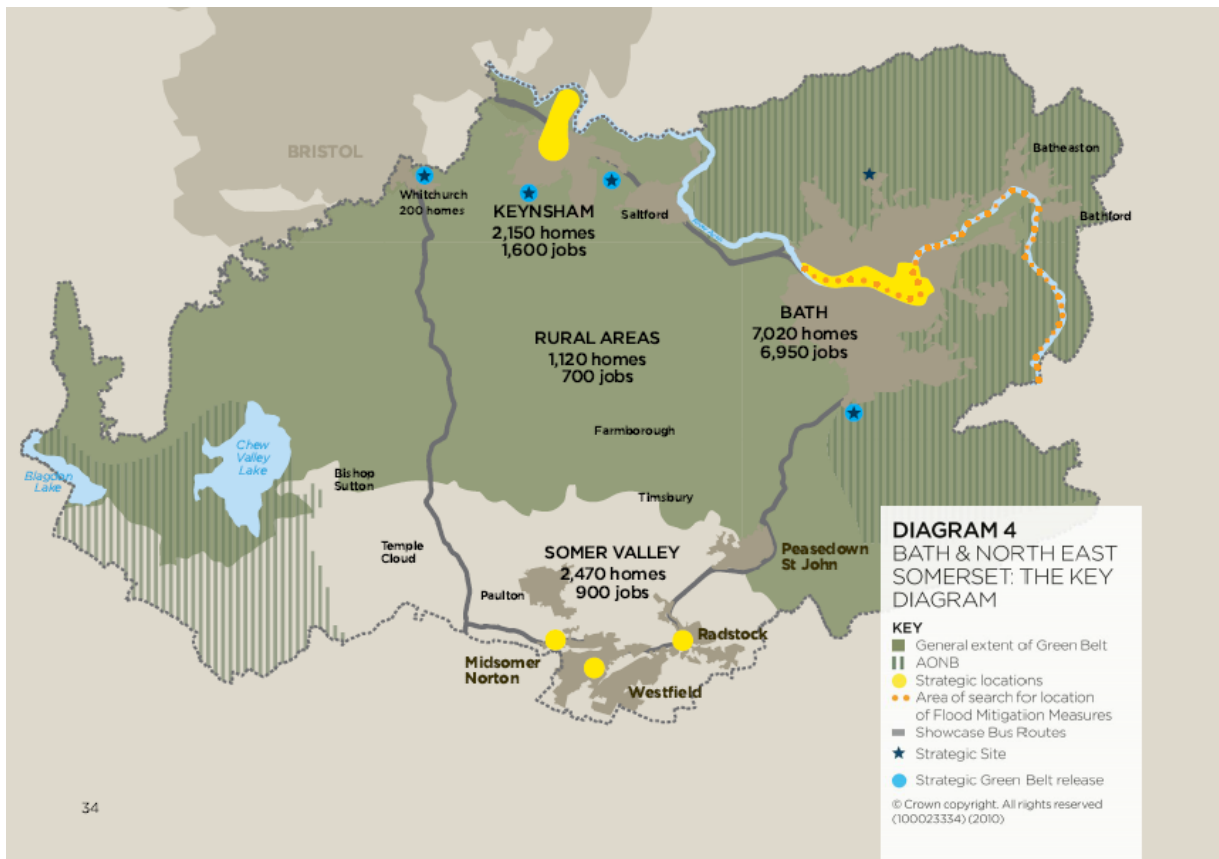 BRISTOL
Batheaston
Whitchurch
200 homes
KEYNSHAM
2,150 homes
1,600 jobs
Saltford
Bathford
BATH
7,020 homes
6,950 jobs
RURAL AREAS
1,120 homes
700 jobs
Farmborough
Chew
Valley
Lake
Blagdon
Lake
Bishop
Sutton
Timsbury
Temple
Cloud
SOMER VALLEY
2,470 homes
900 jobs
Peasedown
St John
Paulton
Radstock
Midsomer
Norton
Westfield
DIAGRAM 4
BATH & NORTH EAST
SOMERSET: THE KEY
DIAGRAM
KEY
General extent of Green Belt
AONB
Strategic locations
Area of search for location
of Flood Mitigation Measures
Showcase Bus Routes
Strategic Site
Strategic Green Belt release
© Crown copyright. All rights reserved
(100023334) (2010)
34